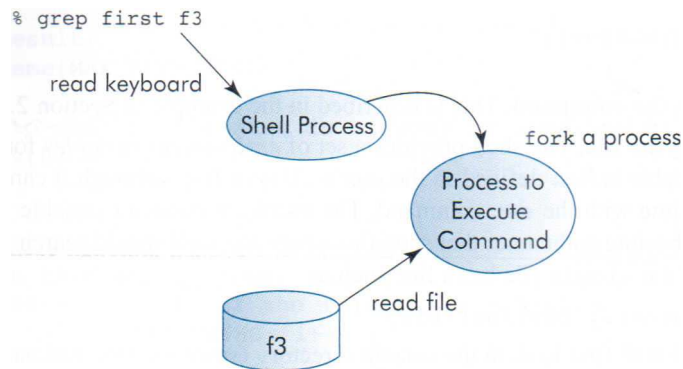 % grep first f3
read keyboard
Shell Process
fork a process
Process to
Execute
Command
read file
f3